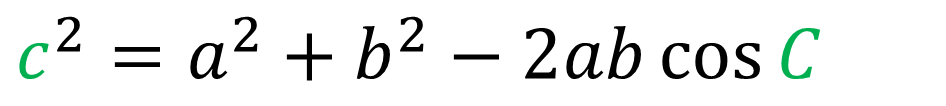 c² = a² + b² − 2ab cos C